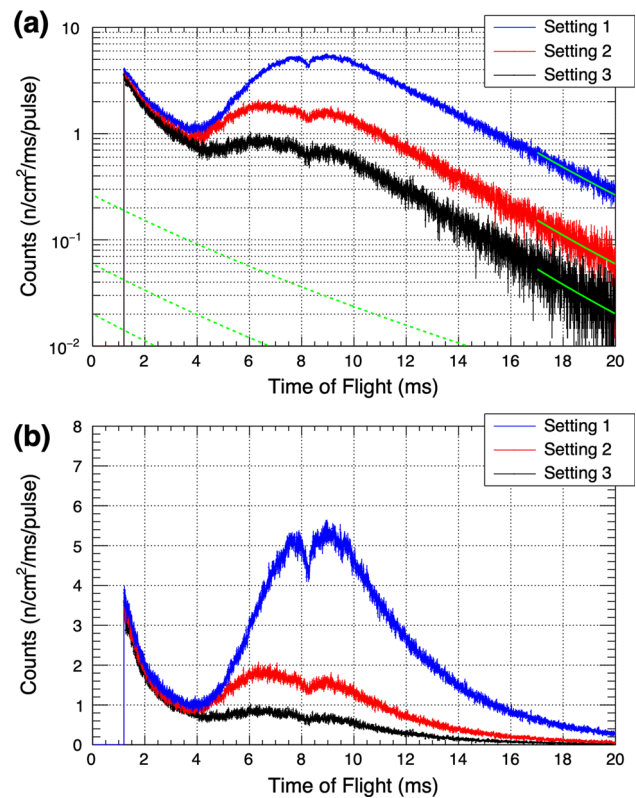 (a)
Setting 1
Setting 2
Setting 3
10
1
10⁻¹
10⁻²
Counts (n/cm²/ms/pulse)
0 2 4 6 8 10 12 14 16 18 20
Time of Flight (ms)
(b)
Setting 1
Setting 2
Setting 3
8
7
6
5
4
3
2
1
0
Counts (n/cm²/ms/pulse)
0 2 4 6 8 10 12 14 16 18 20
Time of Flight (ms)